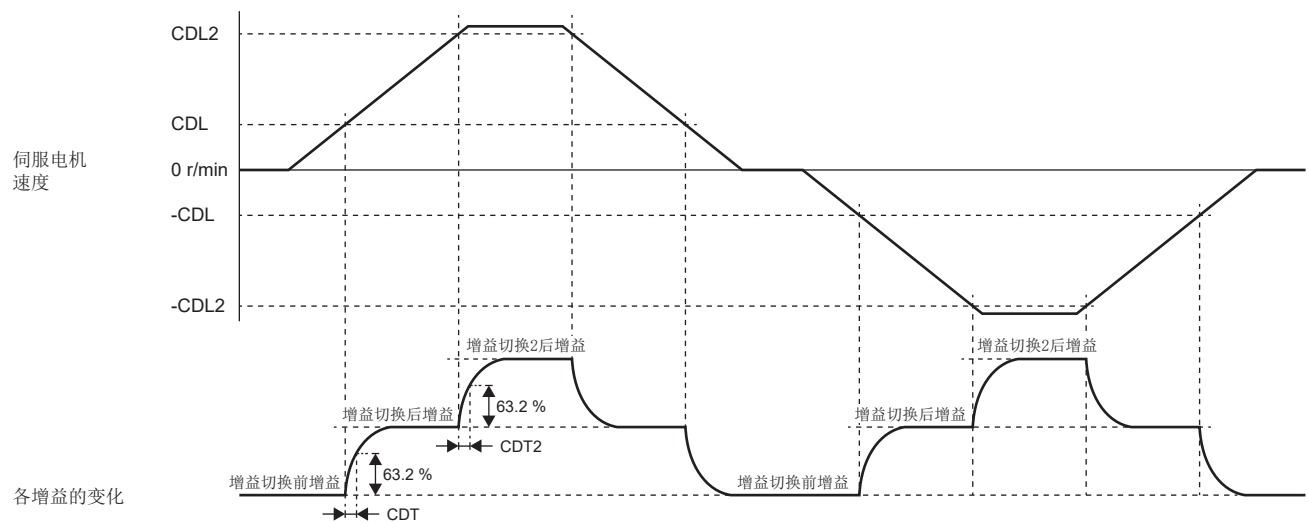 CDL2
CDL
伺服电机
速度
0 r/min
-CDL
-CDL2
增益切换2后增益
增益切换2后增益
增益切换后增益
63.2 %
增益切换后增益
CDT2
63.2 %
增益切换前增益
增益切换前增益
各增益的变化
CDT